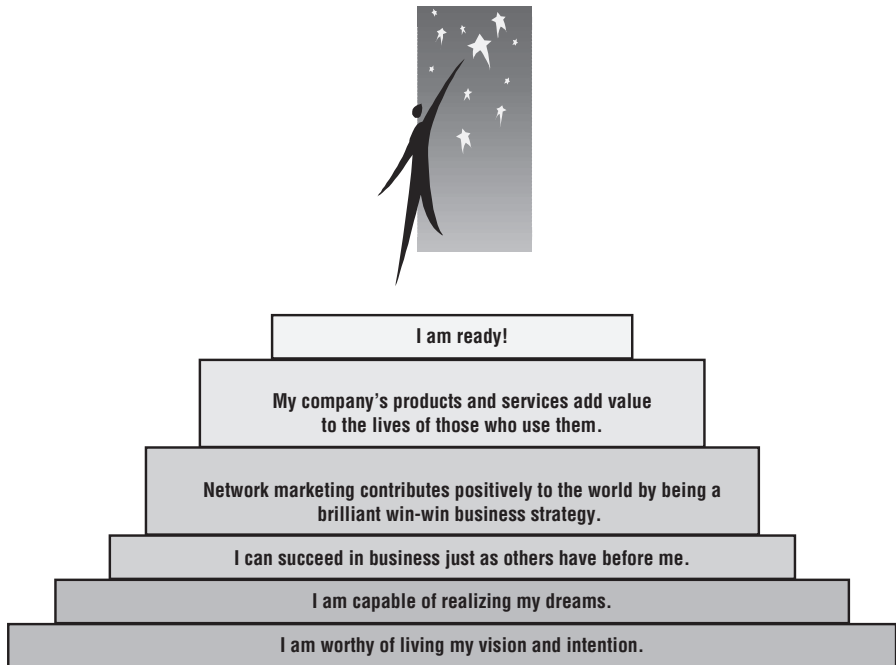 I am ready!
My company’s products and services add value
to the lives of those who use them.
Network marketing contributes positively to the world by being a
brilliant win-win business strategy.
I can succeed in business just as others have before me.
I am capable of realizing my dreams.
I am worthy of living my vision and intention.